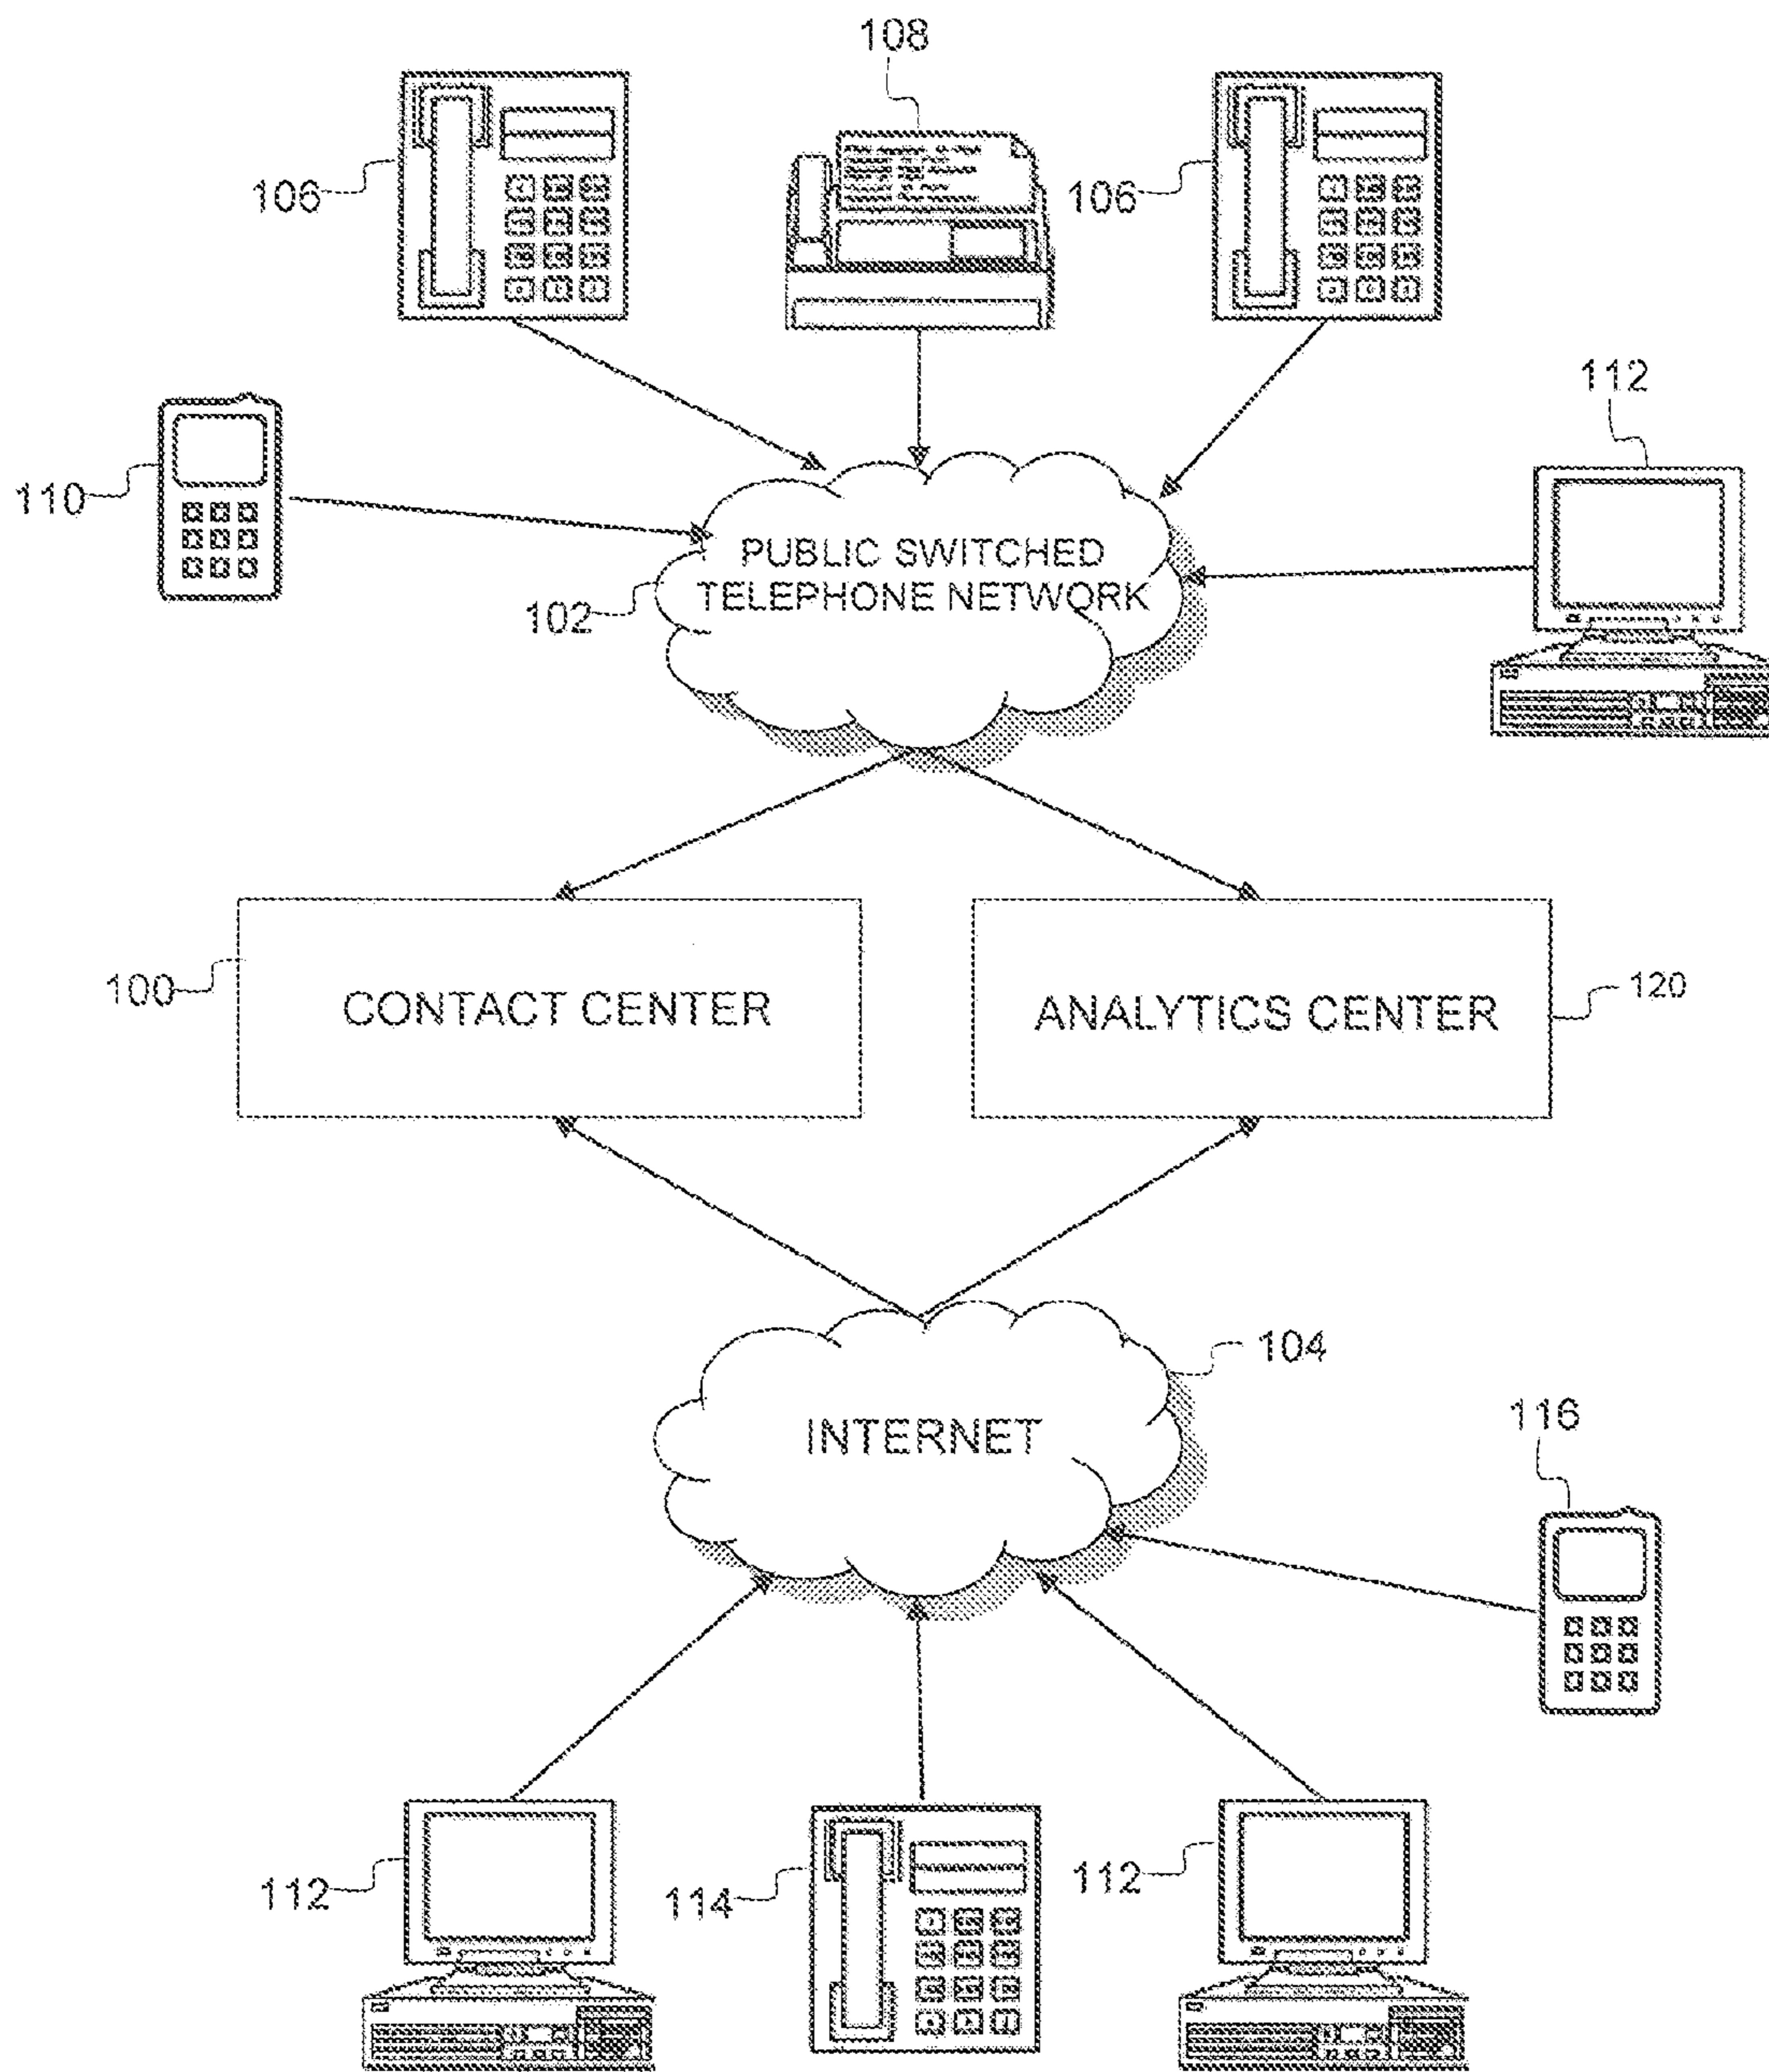 108
106
106
112
110
PUBLIC SWITCHED
TELEPHONE NETWORK
102
100
CONTACT CENTER
ANALYTICS CENTER
120
104
INTERNET
116
112
114
112